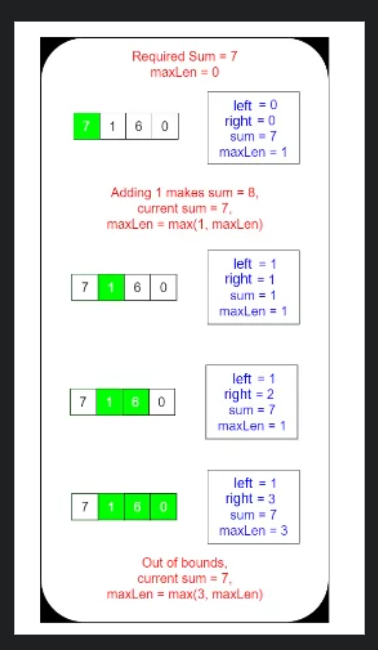 Required Sum = 7
maxLen = 0
7 1 6 0
left = 0
right = 0
sum = 7
maxLen = 1
Adding 1 makes sum = 8,
current sum = 7,
maxLen = max(1, maxLen)
7 1 6 0
left = 1
right = 1
sum = 1
maxLen = 1
7 1 6 0
left = 1
right = 2
sum = 7
maxLen = 1
7 1 6 0
left = 1
right = 3
sum = 7
maxLen = 3
Out of bounds,
current sum = 7,
maxLen = max(3, maxLen)